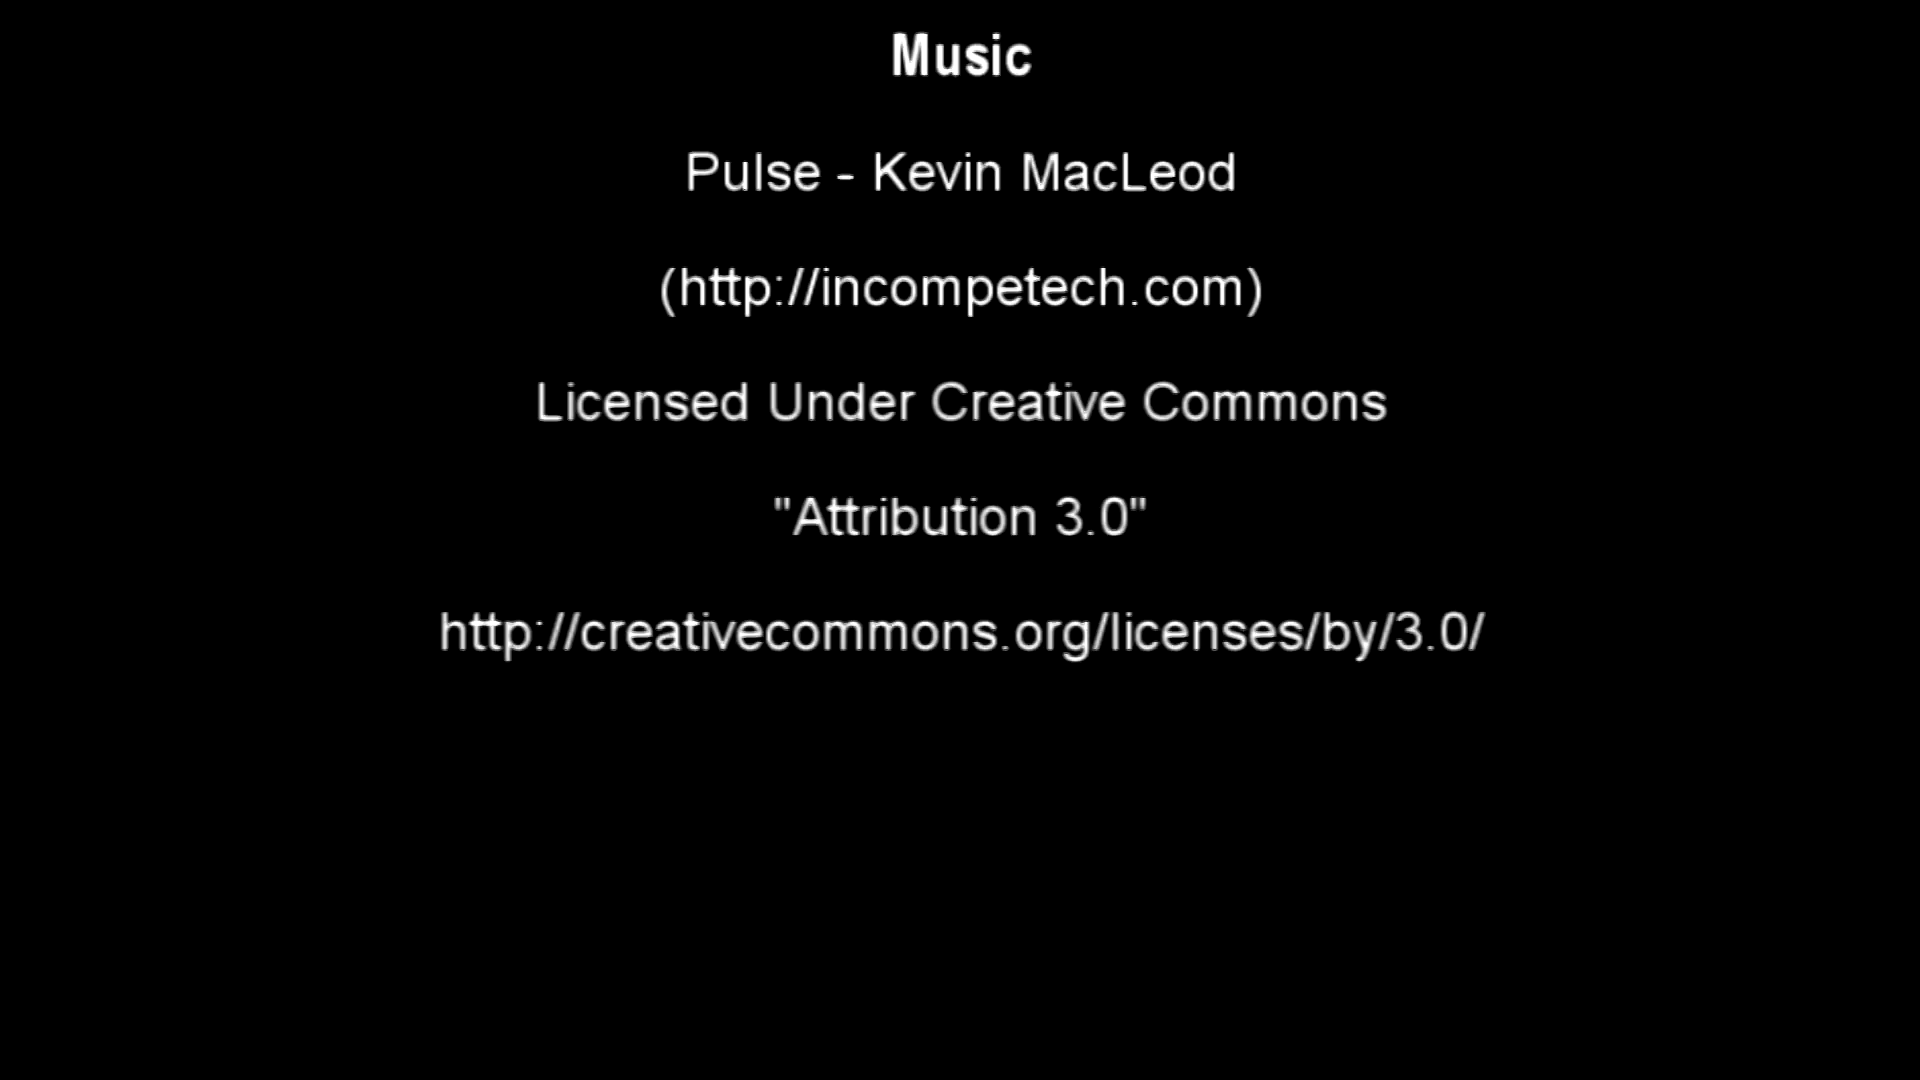 Music
Pulse - Kevin MacLeod
(http://incompetech.com)
Licensed Under Creative Commons
"Attribution 3.0"
http://creativecommons.org/licenses/by/3.0/